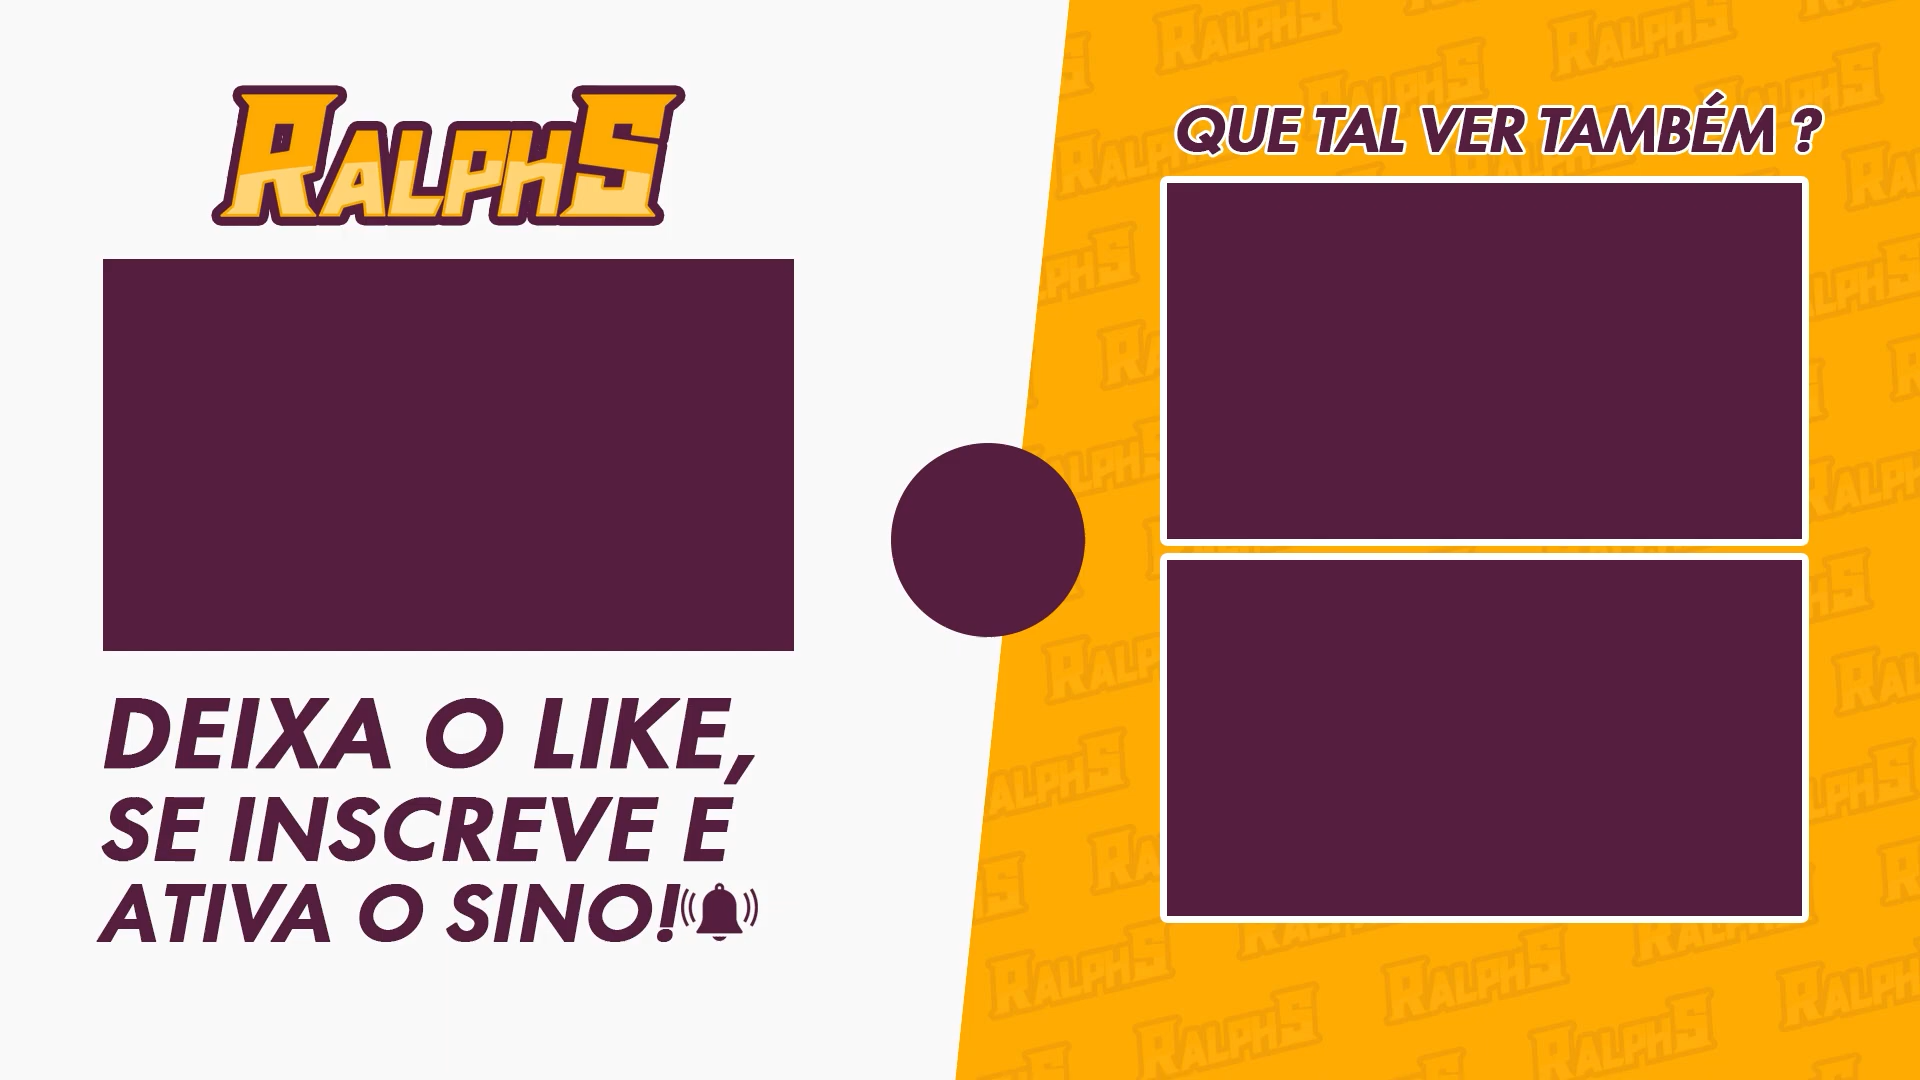 RALPHS
DEIXA O LIKE,
SE INSCREVE E
ATIVA O SINO!
QUE TAL VER TAMBÉM ?